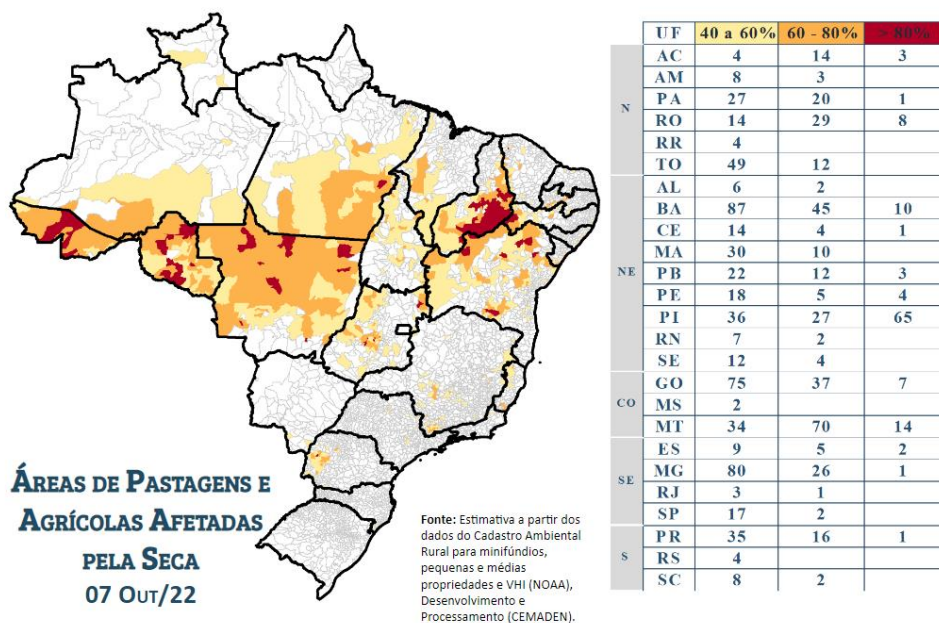 UF 40 a 60% 60 - 80% > 80%
N
AC 4 14 3
AM 8 3
PA 27 20 1
RO 14 29 8
RR 4
TO 49 12
NE
AL 6 2
BA 87 45 10
CE 14 4 1
MA 30 10
PB 22 12 3
PE 18 5 4
PI 36 27 65
RN 7 2
SE 12 4
CO
GO 75 37 7
MS 2
MT 34 70 14
SE
ES 9 5 2
MG 80 26 1
RJ 3 1
SP 17 2
S
PR 35 16 1
RS 4
SC 8 2
ÁREAS DE PASTAGENS E
AGRÍCOLAS AFETADAS
PELA SECA
07 OUT/22
Fonte: Estimativa a partir dos
dados do Cadastro Ambiental
Rural para minifúndios,
pequenas e médias
propriedades e VHI (NOAA),
Desenvolvimento e
Processamento (CEMADEN).